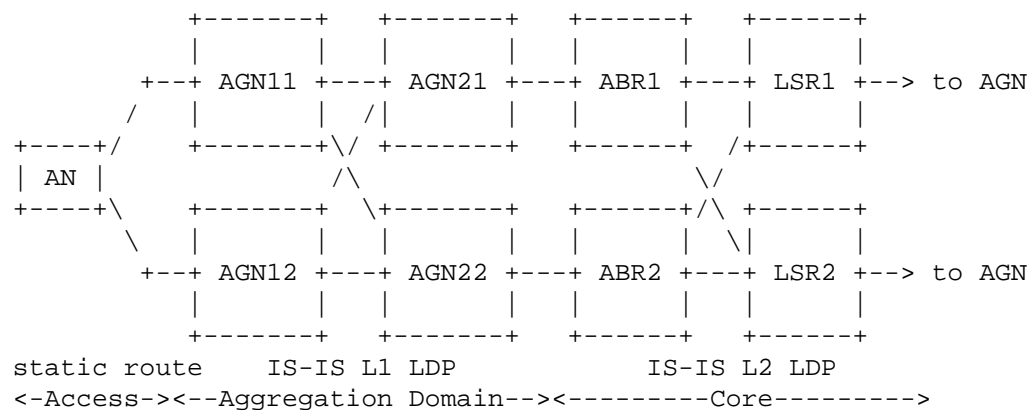 AGN11 AGN21 ABR1 LSR1 --> to AGN
AN
AGN12 AGN22 ABR2 LSR2 --> to AGN
static route IS-IS L1 LDP IS-IS L2 LDP
<-Access-><--Aggregation Domain--><---------Core--------->